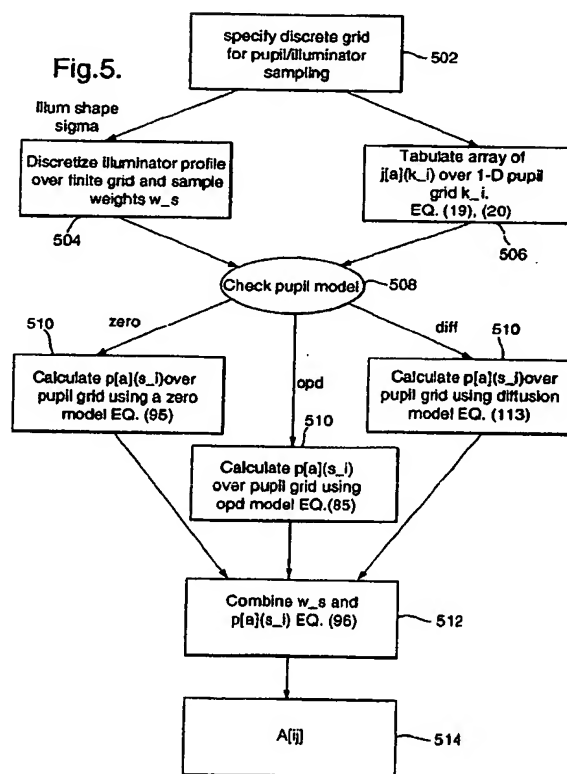 Fig.5.
specify discrete grid
for pupil/illuminator
sampling
502
Illum shape
sigma
Discretize illuminator profile
over finite grid and sample
weights w_s
504
Tabulate array of
j[a](k_i) over 1-D pupil
grid k_i.
EQ. (19), (20)
506
Check pupil model
508
zero
opd
diff
510
Calculate p[a](s_i)over
pupil grid using a zero
model EQ. (95)
510
Calculate p[a](s_i)over
pupil grid using diffusion
model EQ. (113)
510
Calculate p[a](s_i)
over pupil grid using
opd model EQ.(85)
Combine w_s and
p[a](s_i) EQ. (96)
512
A[ij]
514